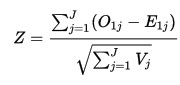 Z = \frac{\sum_{j=1}^{J} (O_{1j} - E_{1j})}{\sqrt{\sum_{j=1}^{J} V_j}}